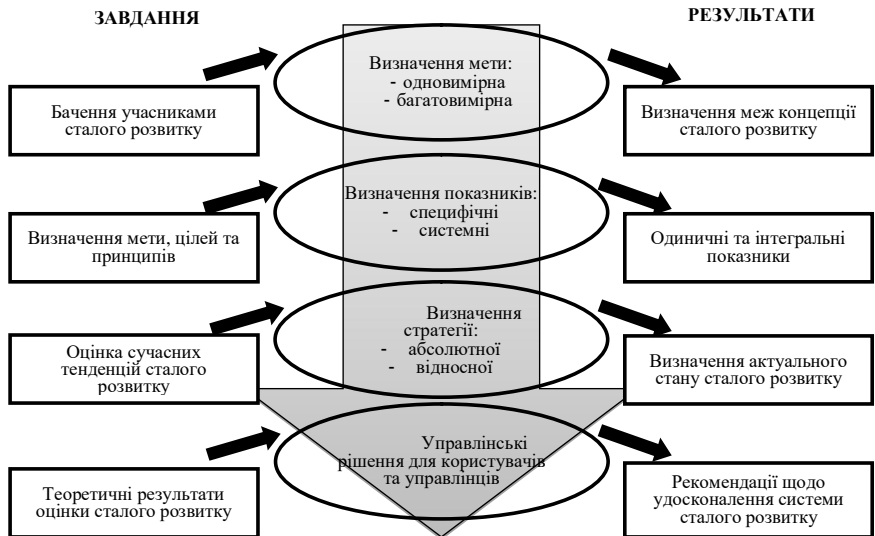 ЗАВДАННЯ
РЕЗУЛЬТАТИ
Бачення учасниками
сталого розвитку
Визначення мети:
- одновимірна
- багатовимірна
Визначення меж концепції
сталого розвитку
Визначення мети, цілей та
принципів
Визначення показників:
- специфічні
- системні
Одиничні та інтегральні
показники
Оцінка сучасних
тенденцій сталого
розвитку
Визначення
стратегії:
- абсолютної
- відносної
Визначення актуального
стану сталого розвитку
Теоретичні результати
оцінки сталого розвитку
Управлінські
рішення для користувачів
та управлінців
Рекомендації щодо
удосконалення системи
сталого розвитку